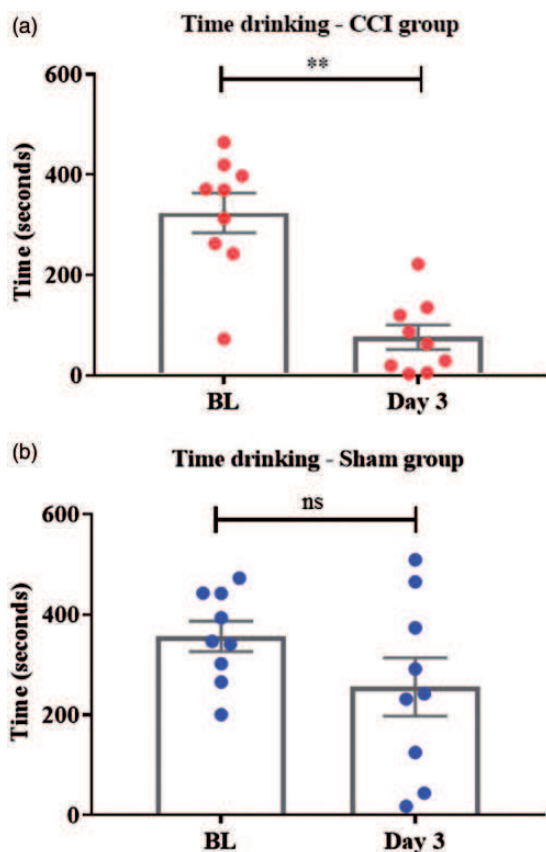 (a)
Time drinking - CCI group
**
Time (seconds)
600
400
200
0
BL Day 3
(b)
Time drinking - Sham group
ns
Time (seconds)
600
400
200
0
BL Day 3